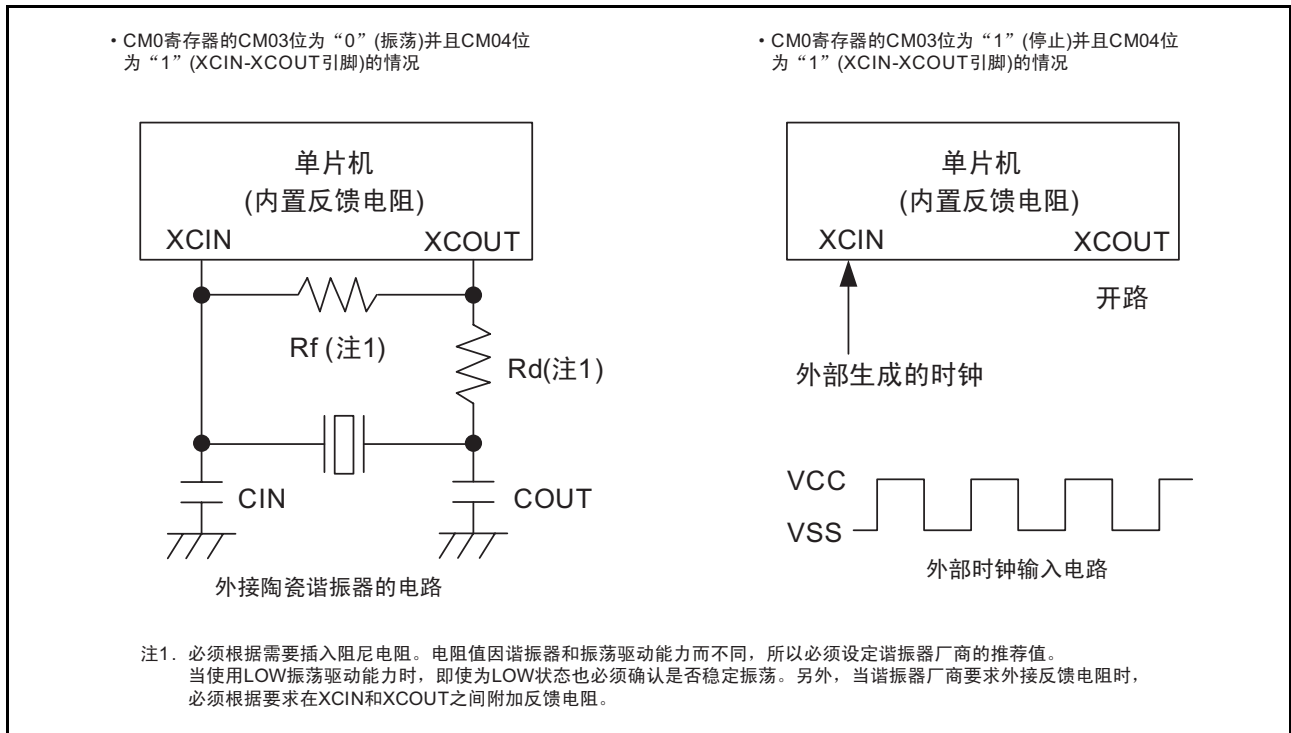 • CM0寄存器的CM03位为“0”(振荡)并且CM04位
为“1”(XCIN-XCOUT引脚)的情况
单片机
(内置反馈电阻)
XCIN
XCOUT
Rf (注1)
Rd(注1)
CIN
COUT
外接陶瓷谐振器的电路
• CM0寄存器的CM03位为“1”(停止)并且CM04位
为“1”(XCIN-XCOUT引脚)的情况
单片机
(内置反馈电阻)
XCIN
XCOUT
开路
外部生成的时钟
VCC
VSS
外部时钟输入电路
注1. 必须根据需要插入阻尼电阻。电阻值因谐振器和振荡驱动能力而不同，所以必须设定谐振器厂商的推荐值。
当使用LOW振荡驱动能力时，即使为LOW状态也必须确认是否稳定振荡。另外，当谐振器厂商要求外接反馈电阻时，
必须根据要求在XCIN和XCOUT之间附加反馈电阻。